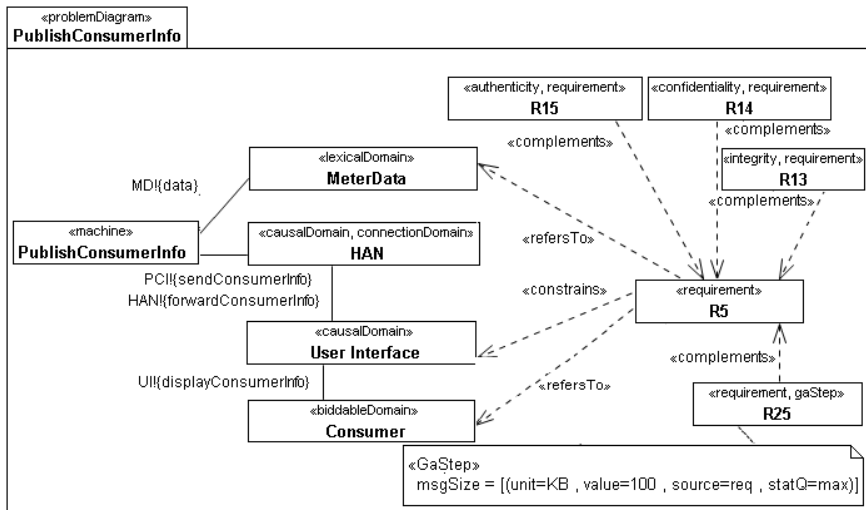 «problemDiagram»
PublishConsumerInfo
«authenticity, requirement»
R15
«confidentiality, requirement»
R14
«complements»
«complements»
«integrity, requirement»
R13
«complements»
«lexicalDomain»
MeterData
MD!{data}
«machine»
PublishConsumerInfo
«causalDomain, connectionDomain»
HAN
«refersTo»
PCI!{sendConsumerInfo}
HAN!{forwardConsumerInfo}
«constrains»
«requirement»
R5
«causalDomain»
User Interface
«complements»
UI!{displayConsumerInfo}
«refersTo»
«requirement, gaStep»
R25
«biddableDomain»
Consumer
«GaStep»
msgSize = [(unit=KB , value=100 , source=req , statQ=max)]